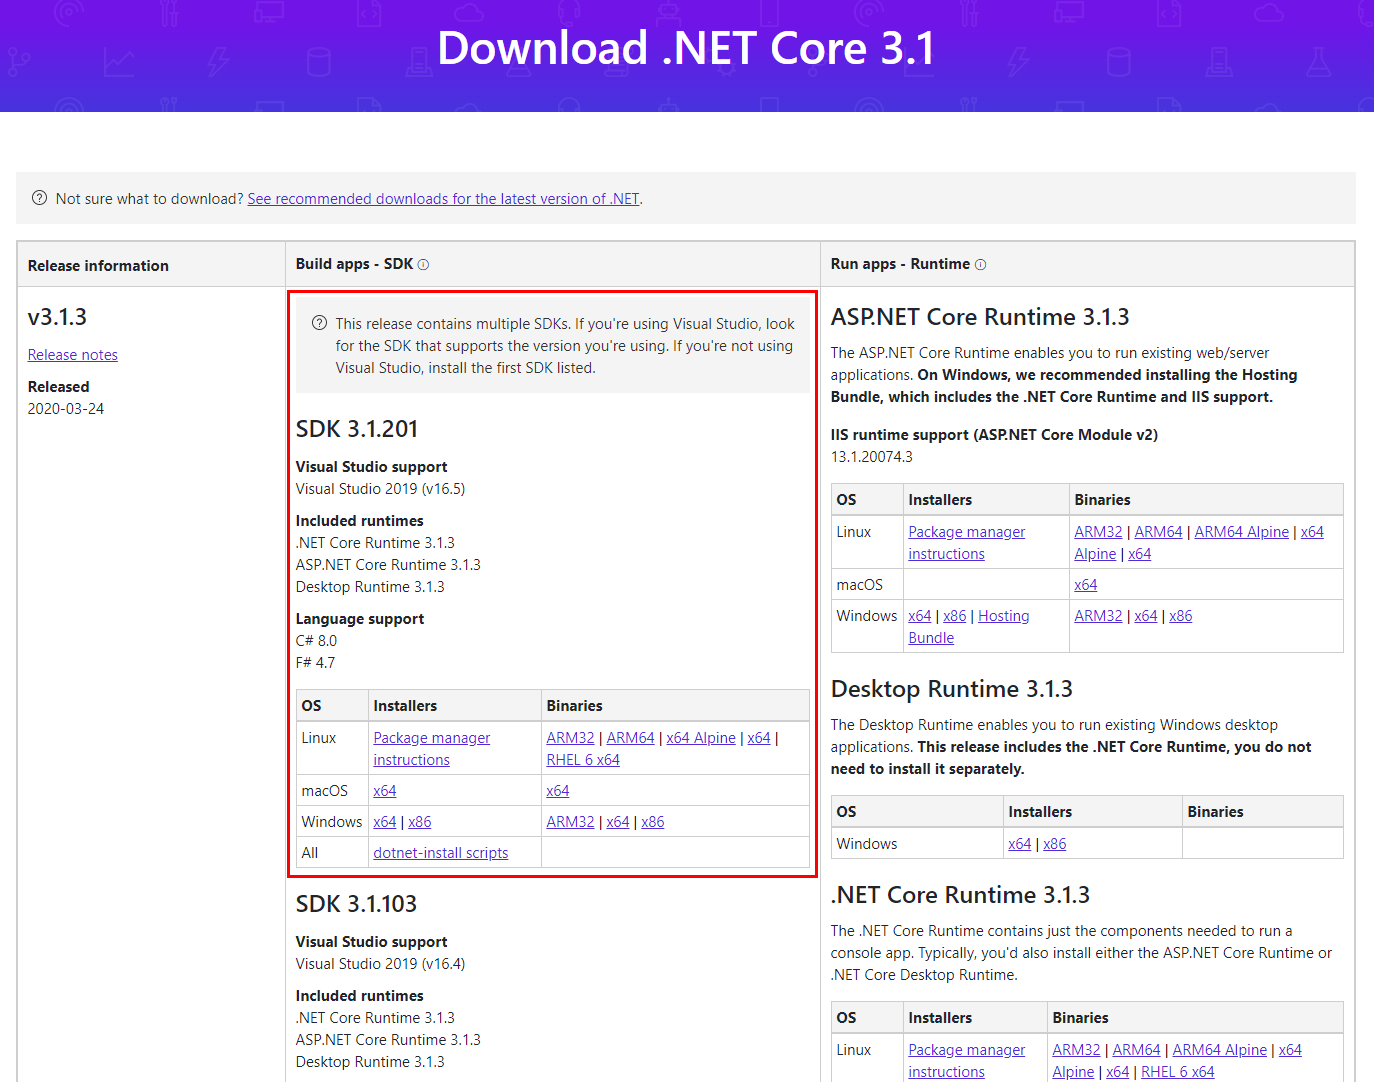 Download .NET Core 3.1
Not sure what to download? See recommended downloads for the latest version of .NET.
Release information
Build apps - SDK
Run apps - Runtime
v3.1.3
Release notes
Released
2020-03-24
This release contains multiple SDKs. If you're using Visual Studio, look
for the SDK that supports the version you're using. If you're not using
Visual Studio, install the first SDK listed.
SDK 3.1.201
Visual Studio support
Visual Studio 2019 (v16.5)
Included runtimes
.NET Core Runtime 3.1.3
ASP.NET Core Runtime 3.1.3
Desktop Runtime 3.1.3
Language support
C# 8.0
F# 4.7
OS Installers Binaries
Linux Package manager ARM32 | ARM64 | x64 Alpine | x64 |
instructions RHEL 6 x64
macOS x64 x64
Windows x64 | x86 ARM32 | x64 | x86
All dotnet-install scripts
SDK 3.1.103
Visual Studio support
Visual Studio 2019 (v16.4)
Included runtimes
.NET Core Runtime 3.1.3
ASP.NET Core Runtime 3.1.3
Desktop Runtime 3.1.3
ASP.NET Core Runtime 3.1.3
The ASP.NET Core Runtime enables you to run existing web/server
applications. On Windows, we recommended installing the Hosting
Bundle, which includes the .NET Core Runtime and IIS support.
IIS runtime support (ASP.NET Core Module v2)
13.1.20074.3
OS Installers Binaries
Linux Package manager ARM32 | ARM64 | ARM64 Alpine | x64
instructions Alpine | x64
macOS x64
Windows x64 | x86 | Hosting ARM32 | x64 | x86
Bundle
Desktop Runtime 3.1.3
The Desktop Runtime enables you to run existing Windows desktop
applications. This release includes the .NET Core Runtime, you do not
need to install it separately.
OS Installers Binaries
Windows x64 | x86
.NET Core Runtime 3.1.3
The .NET Core Runtime contains just the components needed to run a
console app. Typically, you'd also install either the ASP.NET Core Runtime or
.NET Core Desktop Runtime.
OS Installers Binaries
Linux Package manager ARM32 | ARM64 | ARM64 Alpine | x64
instructions Alpine | x64 | RHEL 6 x64